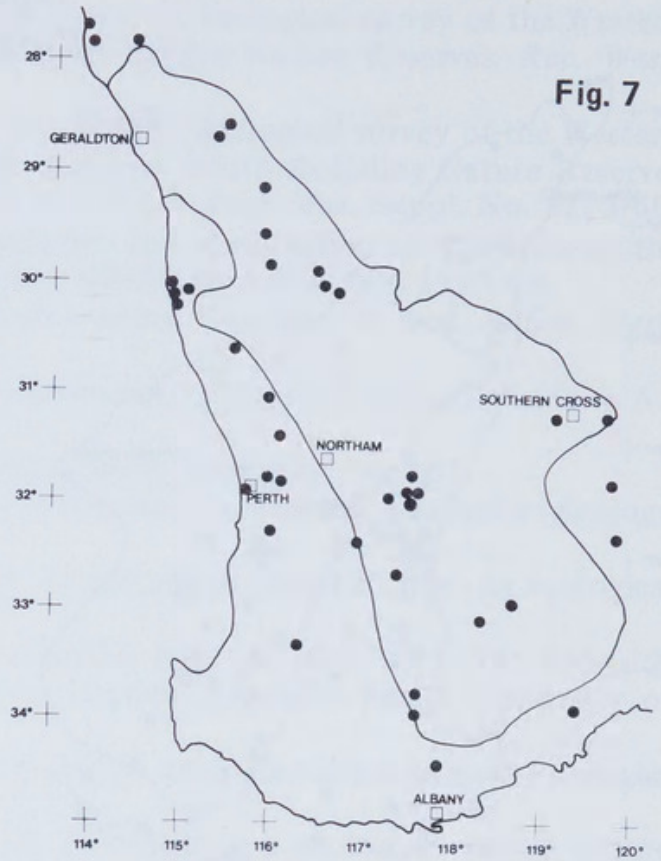 Fig. 7
28°
GERALDTON
29°
30°
31°
SOUTHERN CROSS
NORTHAM
32°
PERTH
33°
34°
ALBANY
114° 115° 116° 117° 118° 119° 120°